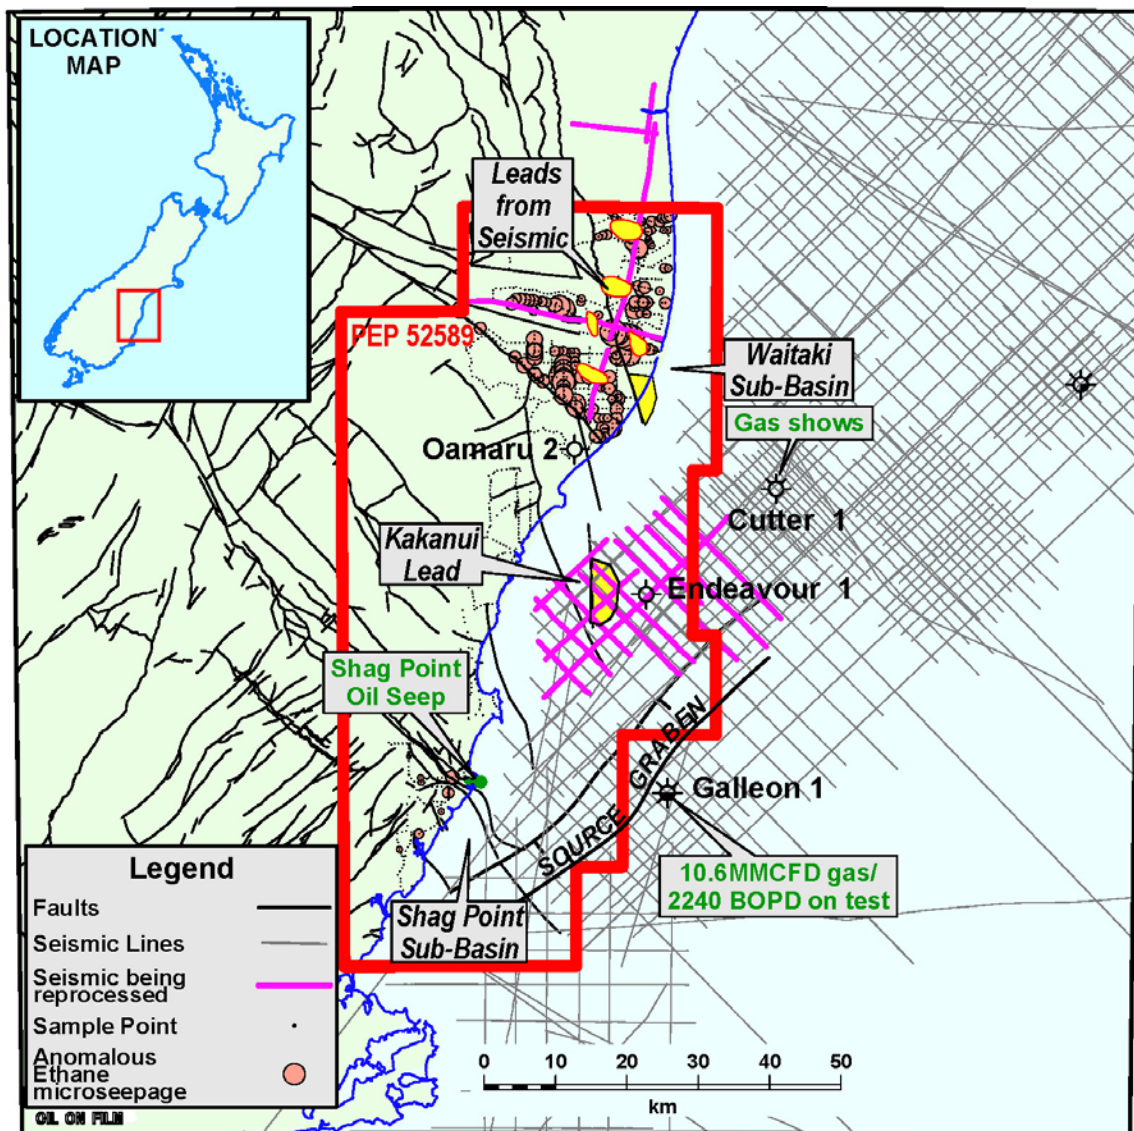 LOCATION
MAP
Leads
from
Seismic
PEP 52589
Waitaki
Sub-Basin
Gas shows
Oamaru 2
Cutter 1
Kakanui
Lead
Endeavour 1
Shag Point
Oil Seep
SOURCE GRABEN
Galleon 1
10.6MMCFD gas/
2240 BOPD on test
Shag Point
Sub-Basin
Legend
Faults
Seismic Lines
Seismic being
reprocessed
Sample Point
Anomalous
Ethane
microseepage
OIL ON FILM
0 10 20 30 40 50
km